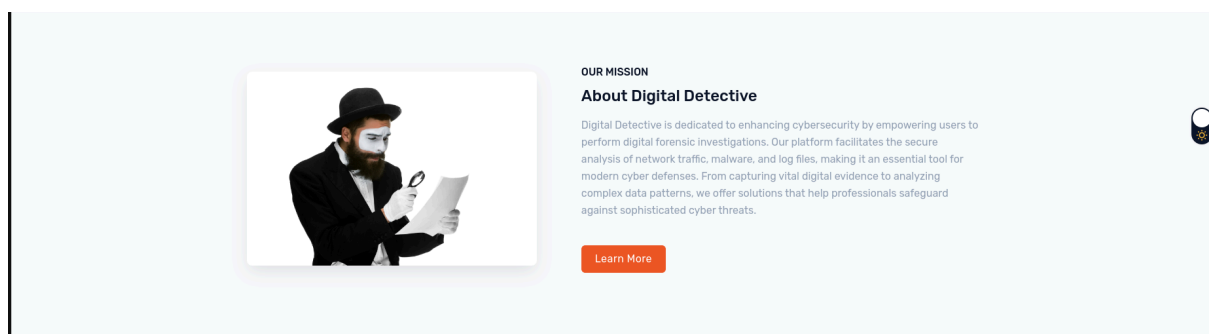 OUR MISSION
About Digital Detective
Digital Detective is dedicated to enhancing cybersecurity by empowering users to
perform digital forensic investigations. Our platform facilitates the secure
analysis of network traffic, malware, and log files, making it an essential tool for
modern cyber defenses. From capturing vital digital evidence to analyzing
complex data patterns, we offer solutions that help professionals safeguard
against sophisticated cyber threats.
Learn More